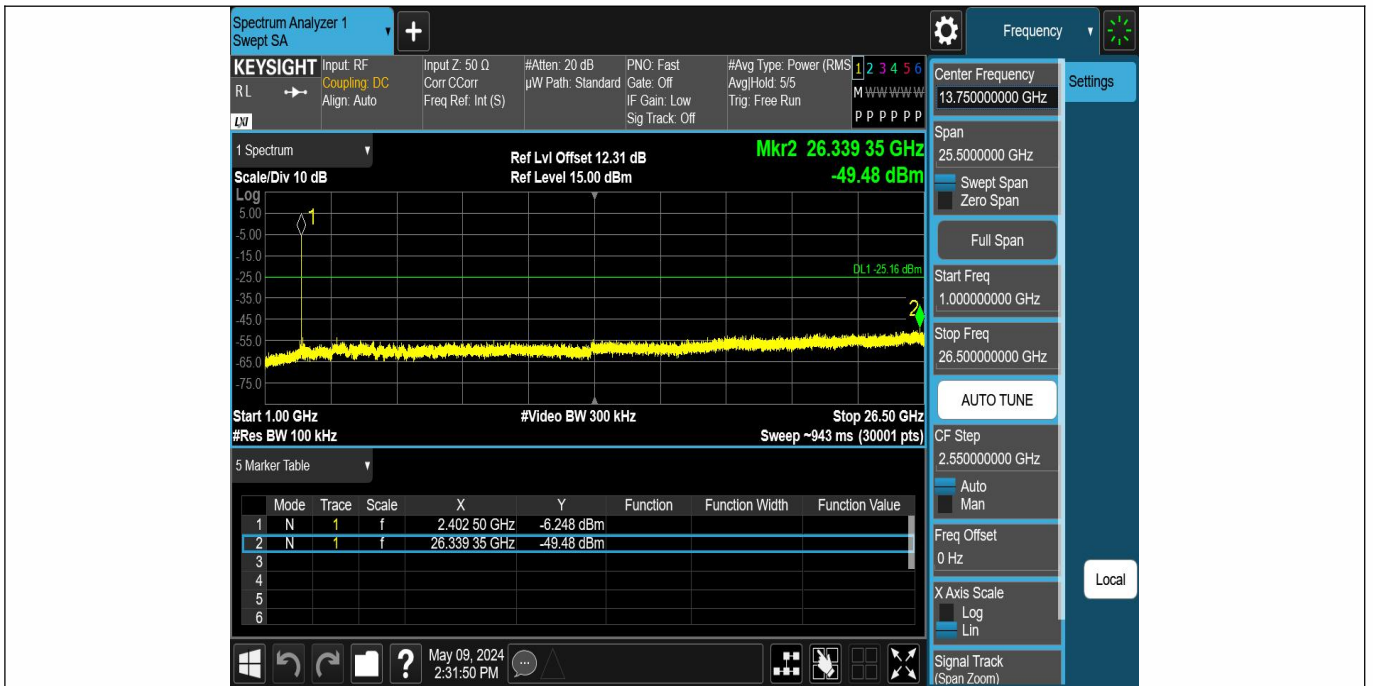 Spectrum Analyzer 1
Swept SA
+
Frequency
KEYSIGHT
RL
LXI
Input: RF
Coupling: DC
Align: Auto
Input Z: 50 Ω
Corr CCorr
Freq Ref: Int (S)
#Atten: 20 dB
µW Path: Standard
PNO: Fast
Gate: Off
IF Gain: Low
Sig Track: Off
#Avg Type: Power (RMS
Avg|Hold: 5/5
Trig: Free Run
1 2 3 4 5 6
M W W W W W
P P P P P P
Center Frequency
13.750000000 GHz
Settings
Span
25.5000000 GHz
Swept Span
Zero Span
Full Span
Start Freq
1.000000000 GHz
Stop Freq
26.500000000 GHz
AUTO TUNE
CF Step
2.550000000 GHz
Auto
Man
Freq Offset
0 Hz
X Axis Scale
Log
Lin
Signal Track
(Span Zoom)
Local
1 Spectrum
Scale/Div 10 dB
Ref Lvl Offset 12.31 dB
Ref Level 15.00 dBm
Mkr2 26.339 35 GHz
-49.48 dBm
Log
5.00
-5.00
-15.0
-25.0
-35.0
-45.0
-55.0
-65.0
-75.0
1
DL1 -25.16 dBm
2
Start 1.00 GHz
#Video BW 300 kHz
Stop 26.50 GHz
#Res BW 100 kHz
Sweep ~943 ms (30001 pts)
5 Marker Table
Mode Trace Scale X Y Function Function Width Function Value
1 N 1 f 2.402 50 GHz -6.248 dBm
2 N 1 f 26.339 35 GHz -49.48 dBm
3
4
5
6
?
May 09, 2024
2:31:50 PM